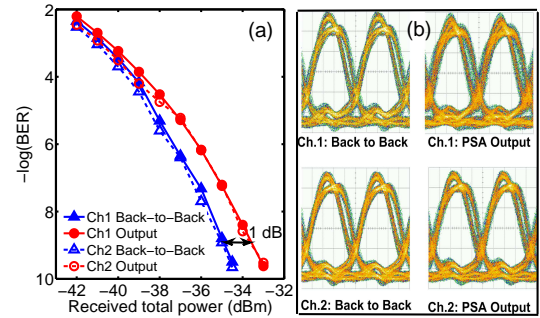 2
4
6
8
10
−log(BER)
(a)
Ch1 Back−to−Back
Ch1 Output
Ch2 Back−to−Back
Ch2 Output
1 dB
−42 −40 −38 −36 −34 −32
Received total power (dBm)
(b)
Ch.1: Back to Back
Ch.1: PSA Output
Ch.2: Back to Back
Ch.2: PSA Output